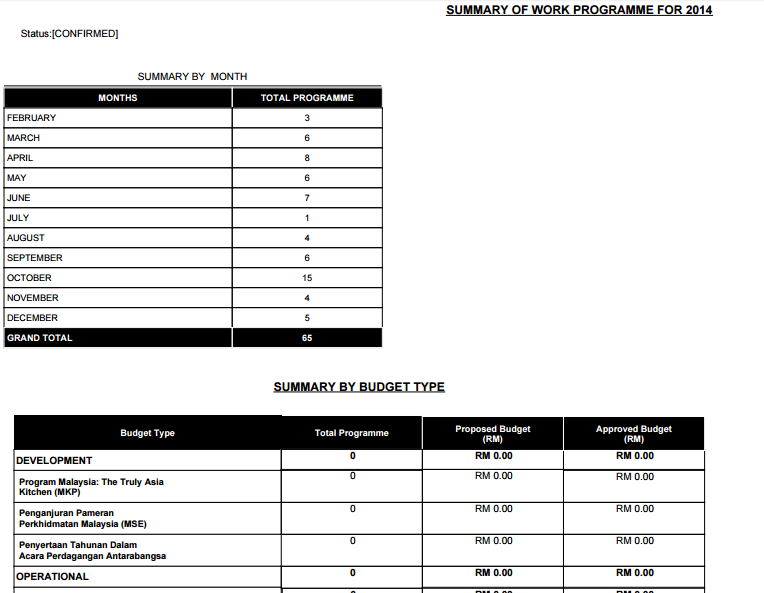 SUMMARY OF WORK PROGRAMME FOR 2014
Status:[CONFIRMED]
SUMMARY BY MONTH
MONTHS TOTAL PROGRAMME
FEBRUARY 3
MARCH 6
APRIL 8
MAY 6
JUNE 7
JULY 1
AUGUST 4
SEPTEMBER 6
OCTOBER 15
NOVEMBER 4
DECEMBER 5
GRAND TOTAL 65
SUMMARY BY BUDGET TYPE
Budget Type Total Programme Proposed Budget (RM) Approved Budget (RM)
DEVELOPMENT 0 RM 0.00 RM 0.00
Program Malaysia: The Truly Asia 0 RM 0.00 RM 0.00
Kitchen (MKP)
Penganjuran Pameran 0 RM 0.00 RM 0.00
Perkhidmatan Malaysia (MSE)
Penyertaan Tahunan Dalam 0 RM 0.00 RM 0.00
Acara Perdagangan Antarabangsa
OPERATIONAL 0 RM 0.00 RM 0.00